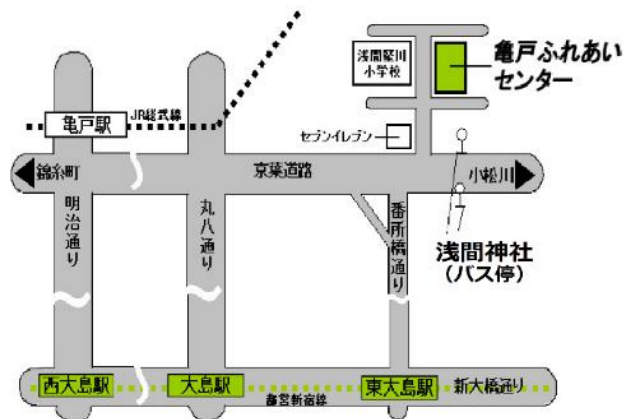 浅間竪川
小学校
亀戸ふれあい
センター
亀戸駅
JR総武線
セブンイレブン
錦糸町
京葉道路
小松川
明治通り
丸八通り
番所橋通り
浅間神社
(バス停)
西大島駅
大島駅
東大島駅
新大橋通り
都営新宿線